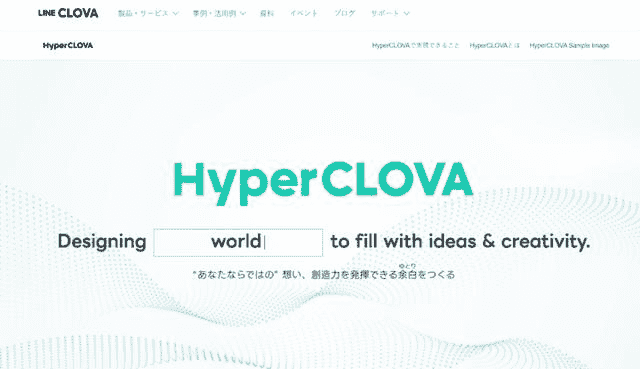 LINE CLOVA 製品・サービス 事例・活用例 資料 イベント ブログ サポート
HyperCLOVA HyperCLOVAで実現できること HyperCLOVAとは HyperCLOVA Sample Image
HyperCLOVA
Designing world to fill with ideas & creativity.
ゆとり
"あなたならではの" 想い、創造力を発揮できる余白をつくる